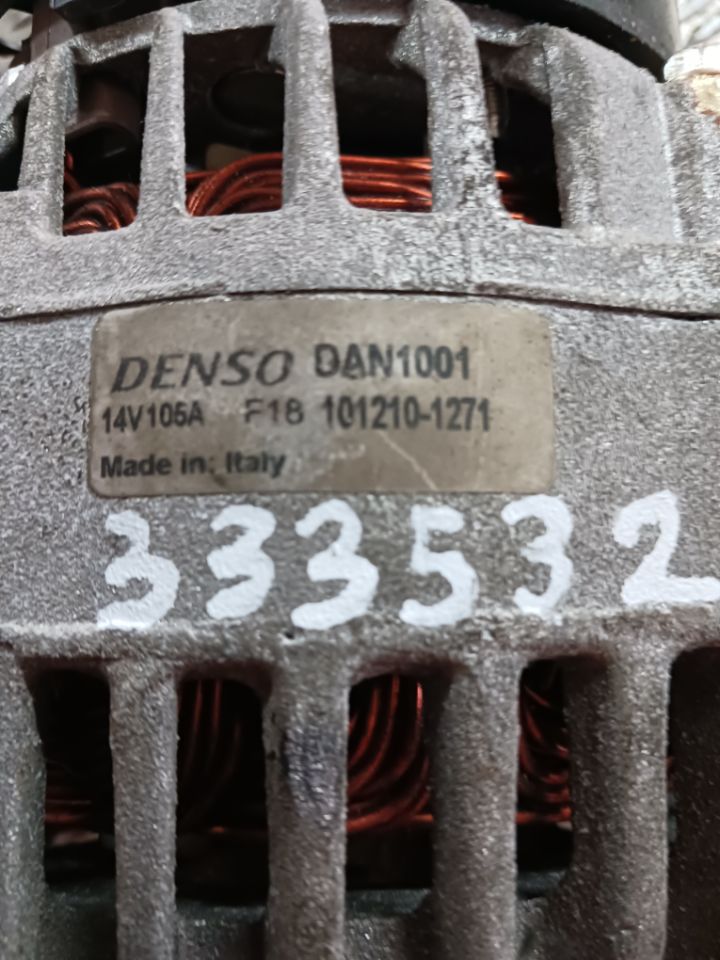 DENSO DAN1001
14V105A F18 101210-1271
Made in: Italy
333532